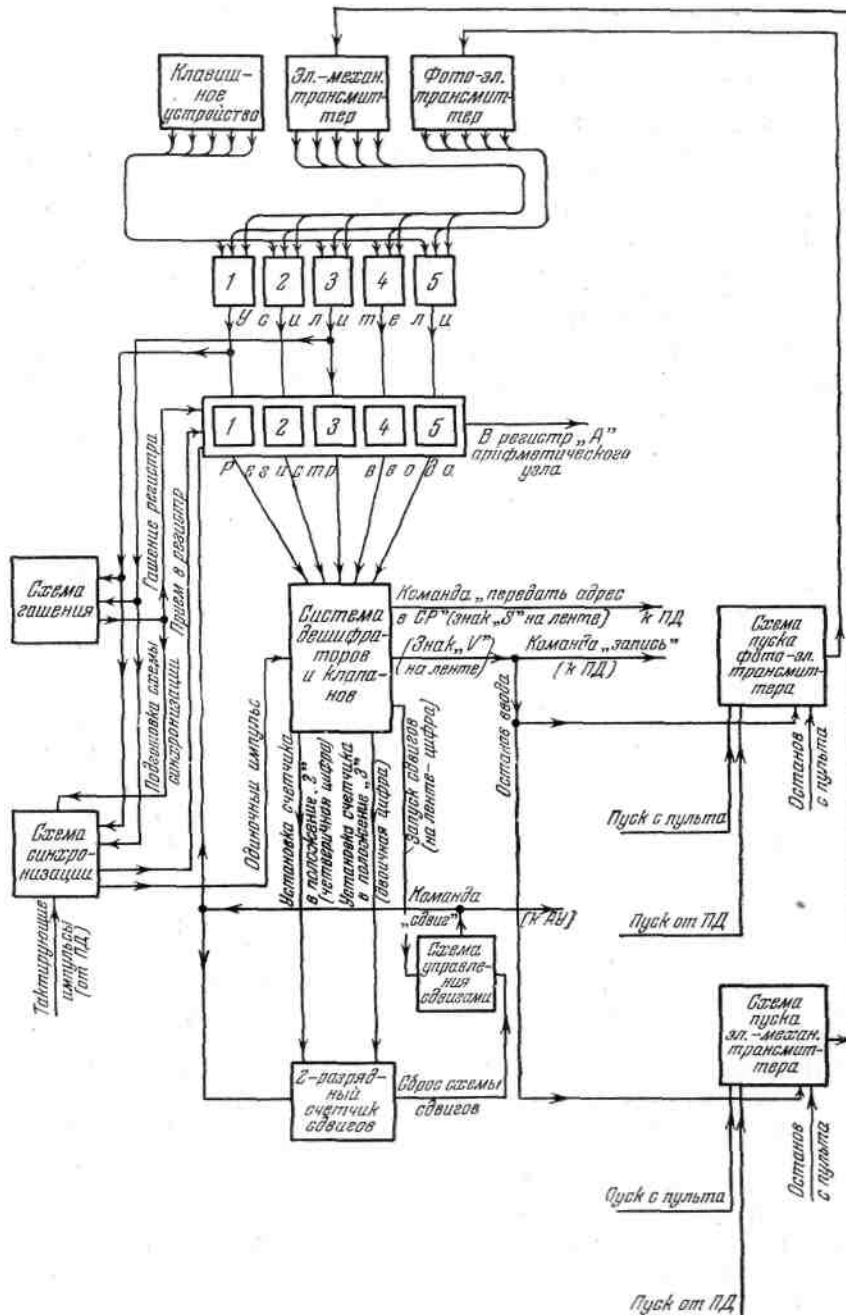 Клавиш-
ное
устройство
Эл.-механ.
трансмит-
тер
Фото-эл.
трансмит-
тер
1 2 3 4 5
Усилители
1 2 3 4 5
Регистр ввода
В регистр „А"
арифметического
узла
Гашение регистра
Прием в регистр
Схема
гашения
Подготовка схемы
синхронизации
Система
дешифра-
торов
и клапа-
нов
Команда „передать адрес
в СР" (знак „S" на ленте)
к ПД
(Знак „V"
на ленте)
Команда „запись"
(к ПД)
Схема
пуска
фото-эл.
трансмит-
тера
Останов ввода
Останов
с пульта
Пуск с пульта
Пуск от ПД
Одиночный импульс
Установка счетчика
в положение „2"
(четверичная цифра)
Установка счетчика
в положение „3"
(двоичная цифра)
Запуск сдвигов
(на ленте - цифра)
Схема
синхро-
низации
Тактирующие
импульсы
(от ПД)
Команда
„сдвиг"
(к АУ)
Схема
управле-
ния
сдвигами
2-разряд-
ный
счетчик
сдвигов
Сброс схемы
сдвигов
Схема
пуска
эл.-механ.
трансмит-
тера
Останов
с пульта
Пуск с пульта
Пуск от ПД